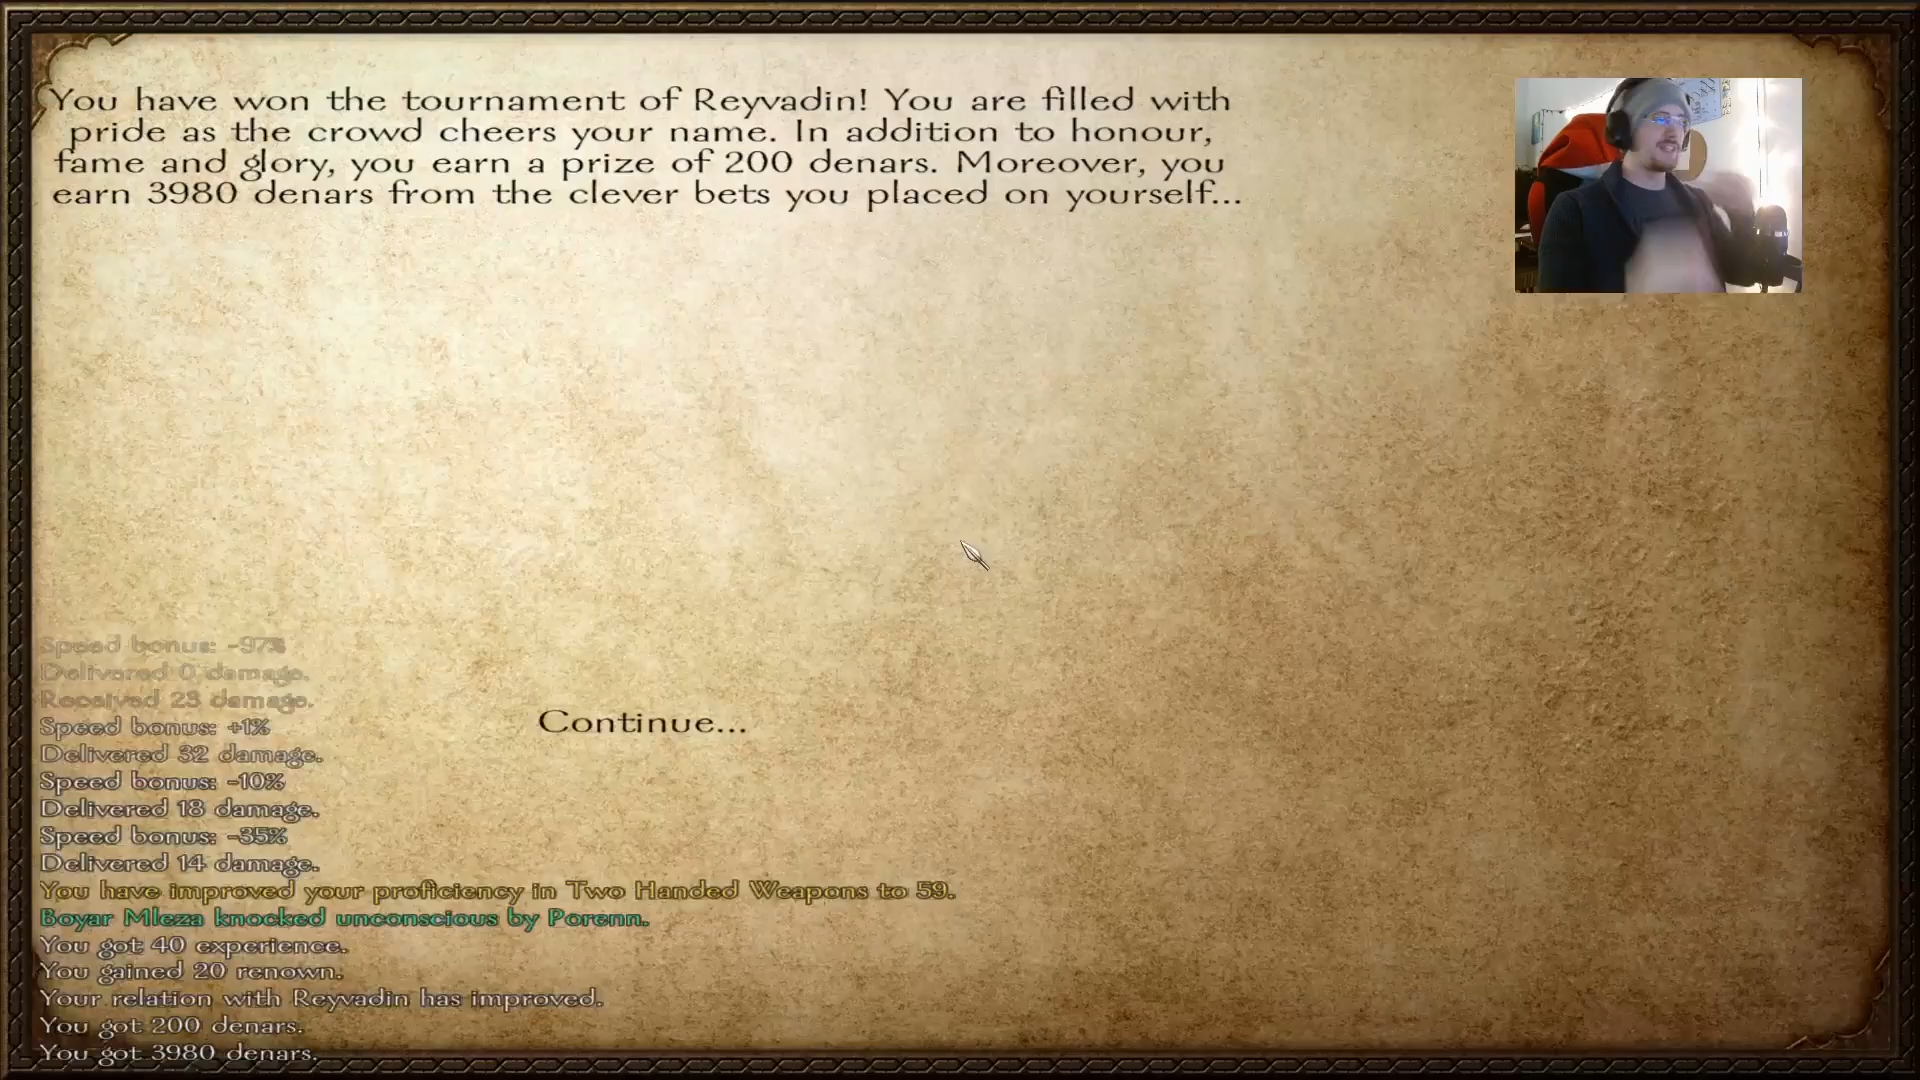 You have won the tournament of Reyvadin! You are filled with
pride as the crowd cheers your name. In addition to honour,
fame and glory, you earn a prize of 200 denars. Moreover, you
earn 3980 denars from the clever bets you placed on yourself...
Speed bonus: -97%
Delivered 0 damage.
Received 23 damage.
Speed bonus: +1%
Continue...
Delivered 32 damage.
Speed bonus: -10%
Delivered 18 damage.
Speed bonus: -35%
Delivered 14 damage.
You have improved your proficiency in Two Handed Weapons to 59.
Boyar Mleza knocked unconscious by Porenn.
You got 40 experience.
You gained 20 renown.
Your relation with Reyvadin has improved.
You got 200 denars.
You got 3980 denars.